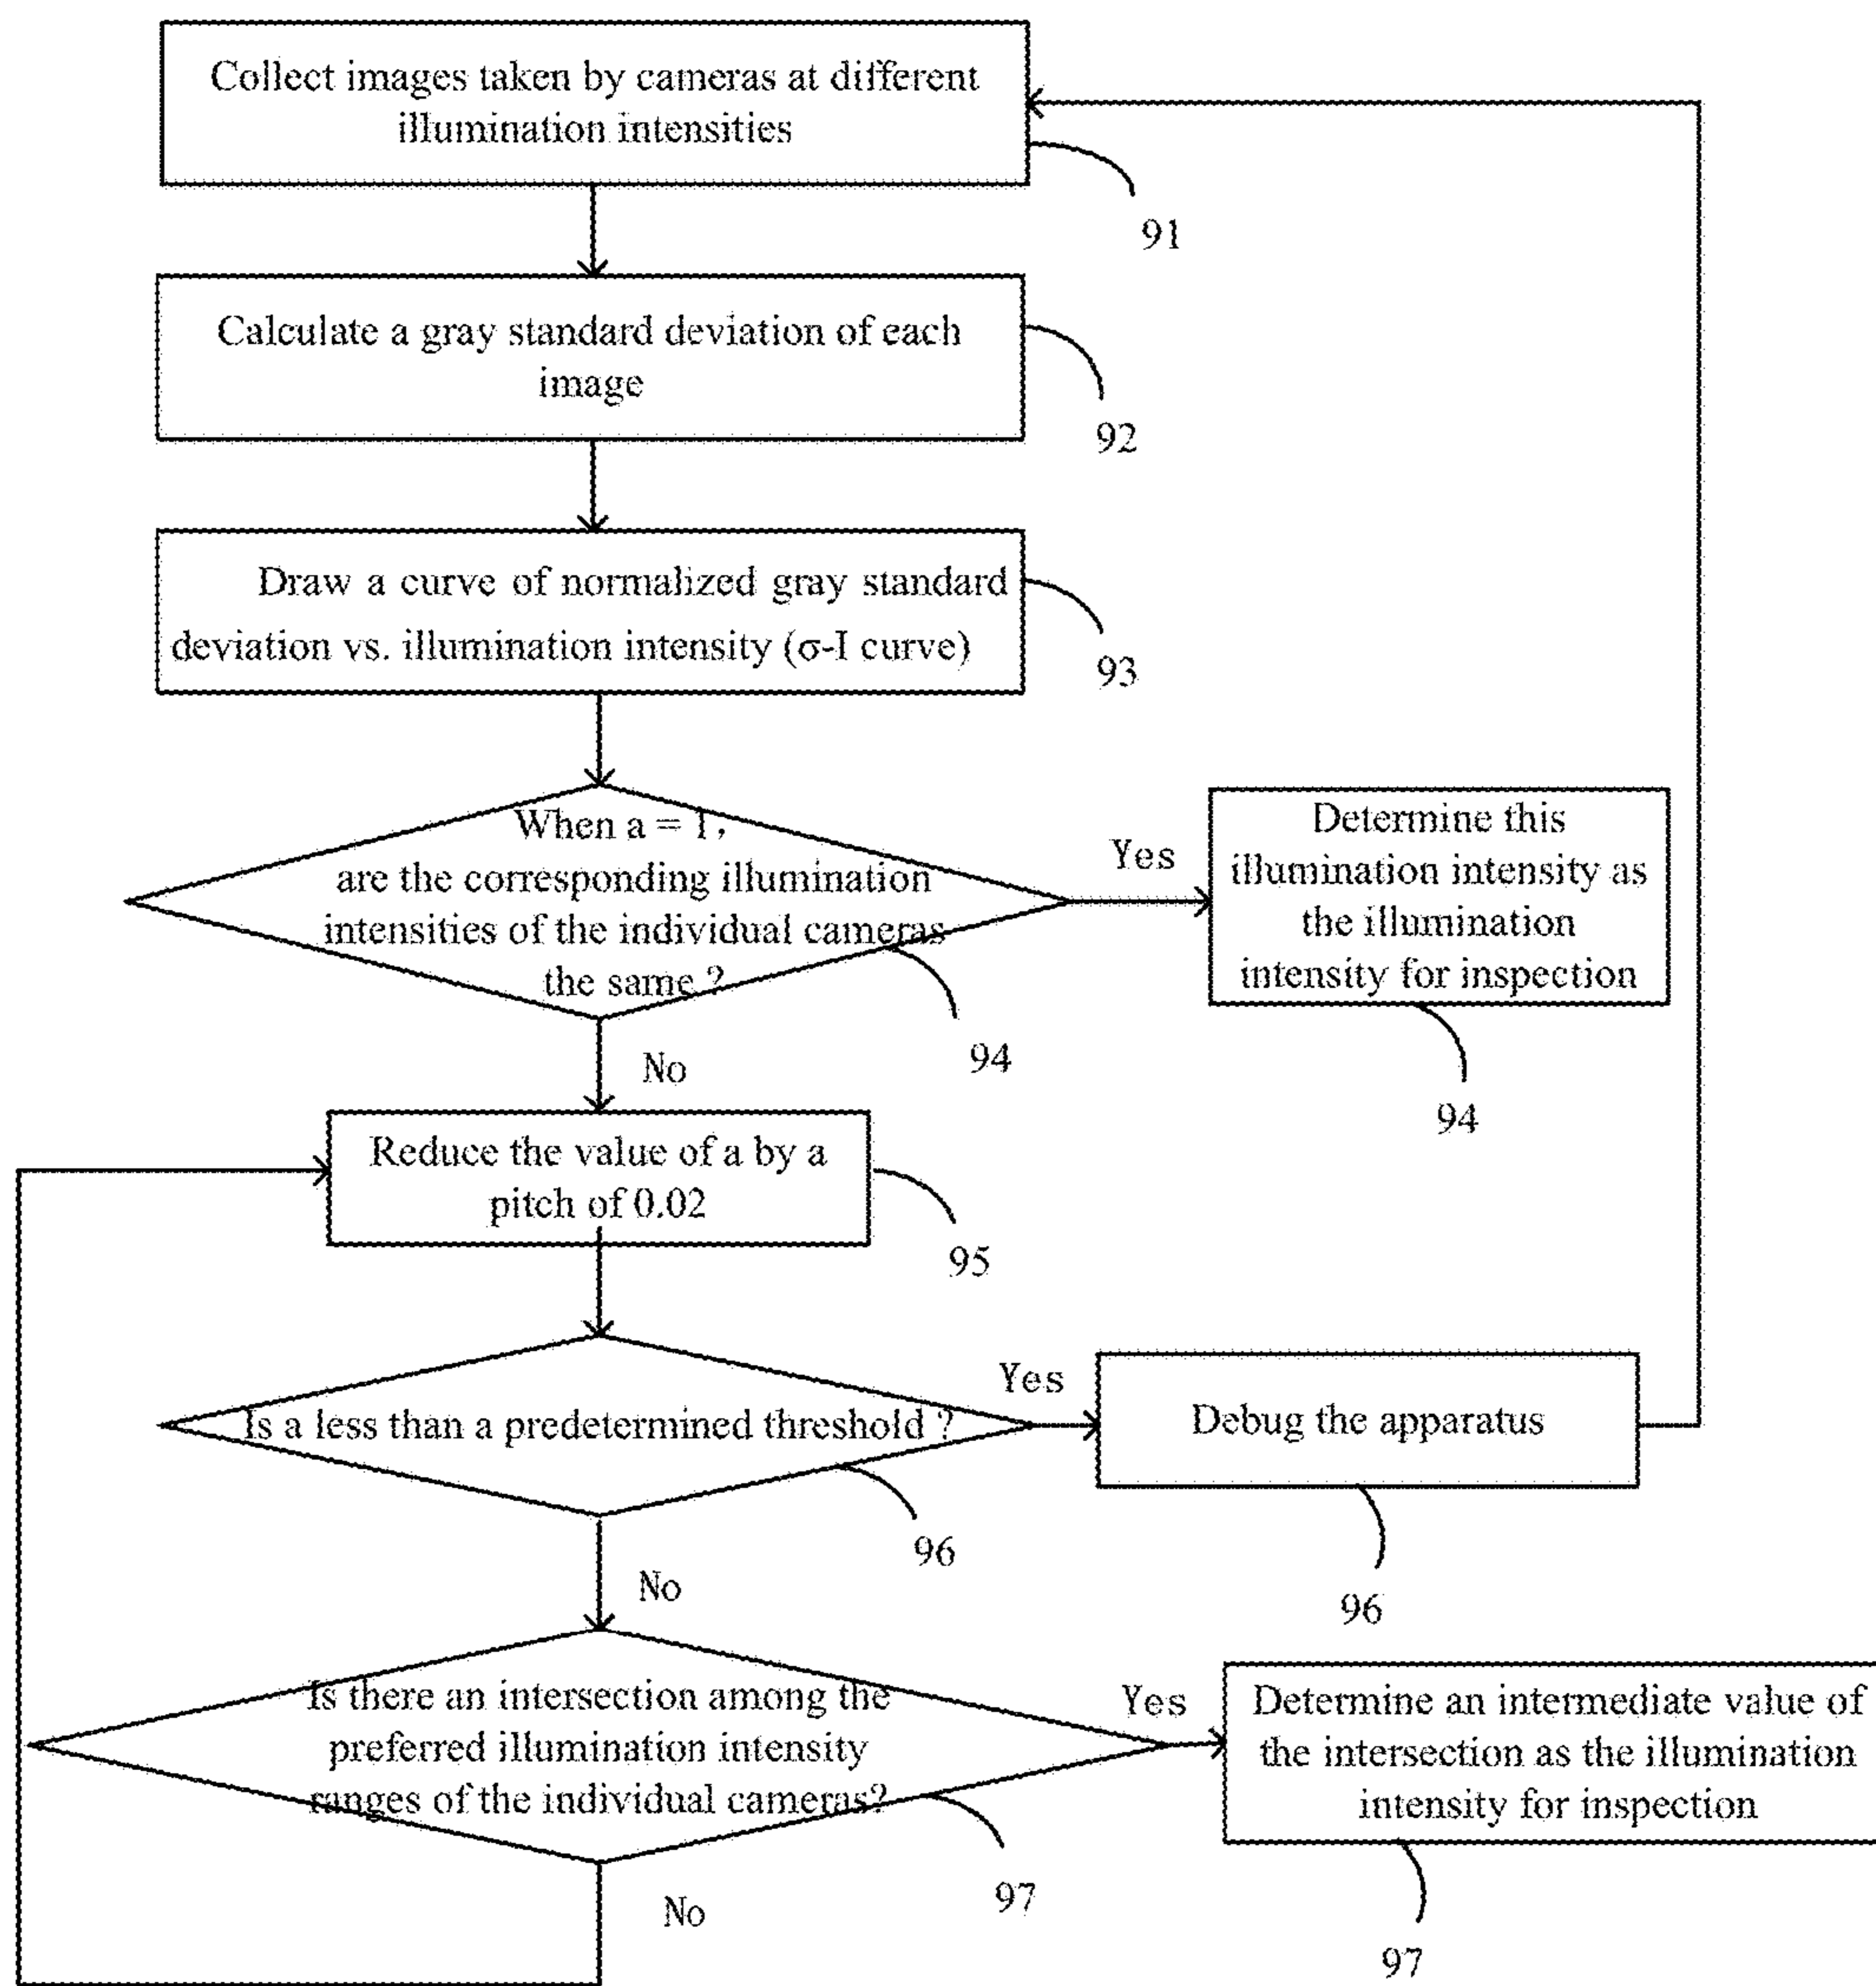 Collect images taken by cameras at different
illumination intensities
91
Calculate a gray standard deviation of each
image
92
Draw a curve of normalized gray standard
deviation vs. illumination intensity (σ-I curve)
93
When a = 1,
are the corresponding illumination
intensities of the individual cameras
the same ?
94
Yes
Determine this
illumination intensity as
the illumination
intensity for inspection
94
No
Reduce the value of a by a
pitch of 0.02
95
Is a less than a predetermined threshold ?
96
Yes
Debug the apparatus
96
No
Is there an intersection among the
preferred illumination intensity
ranges of the individual cameras?
97
Yes
Determine an intermediate value of
the intersection as the illumination
intensity for inspection
97
No